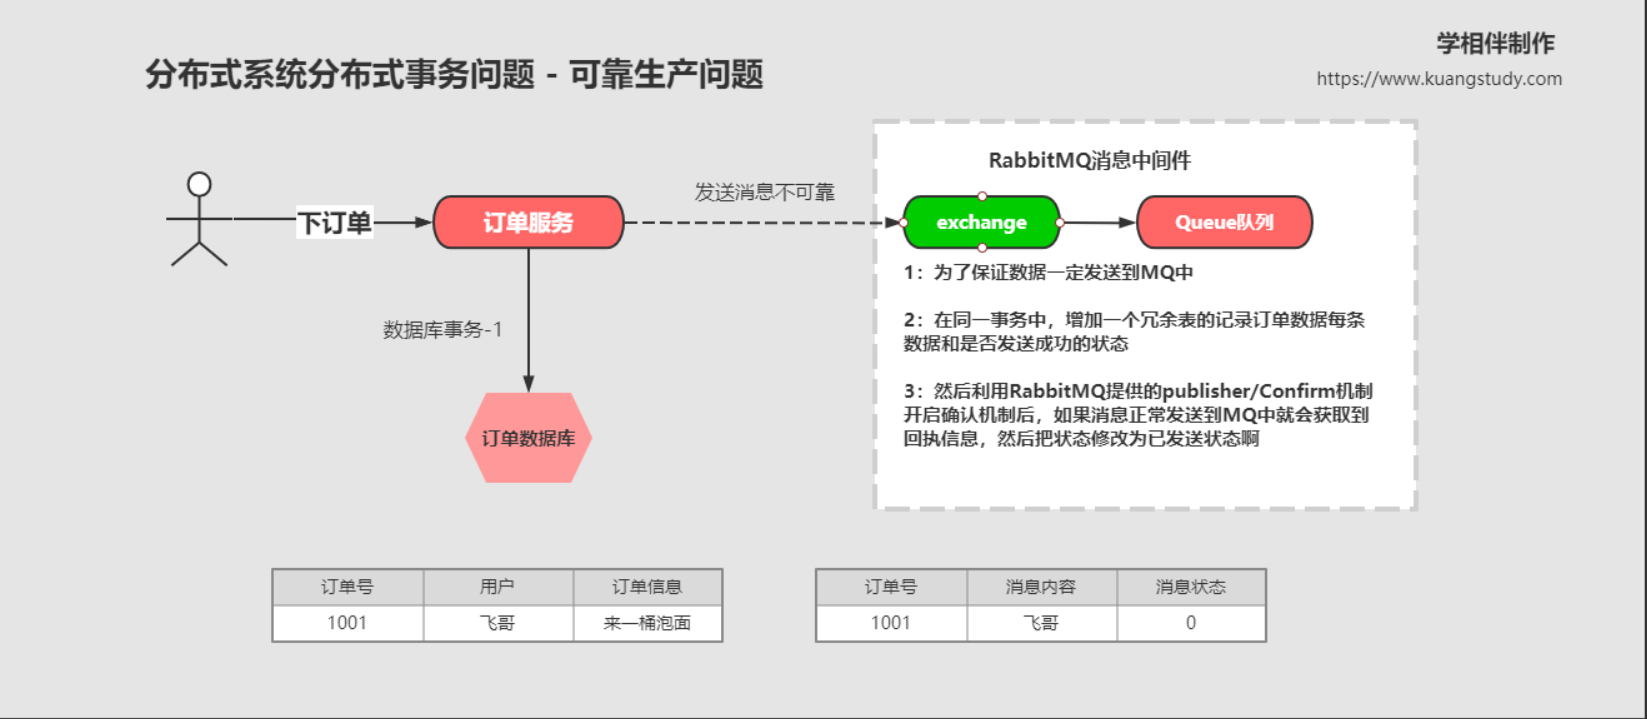 学相伴制作
分布式系统分布式事务问题 - 可靠生产问题
https://www.kuangstudy.com
RabbitMQ消息中间件
发送消息不可靠
下订单
订单服务
exchange
Queue队列
1：为了保证数据一定发送到MQ中
2：在同一事务中，增加一个冗余表的记录订单数据每条
数据和是否发送成功的状态
数据库事务-1
3：然后利用RabbitMQ提供的publisher/Confirm机制
开启确认机制后，如果消息正常发送到MQ中就会获取到
回执信息，然后把状态修改为已发送状态啊
订单数据库
订单号 用户 订单信息
1001 飞哥 来一桶泡面
订单号 消息内容 消息状态
1001 飞哥 0